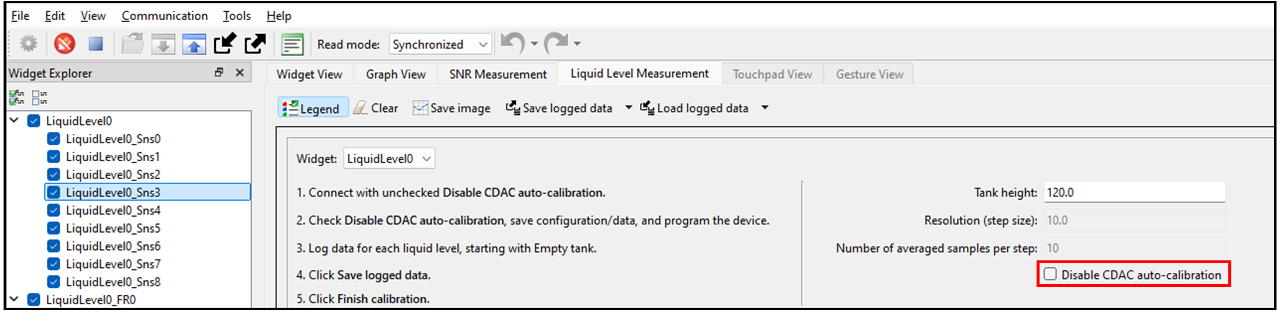 File Edit View Communication Tools Help
Read mode: Synchronized
Widget Explorer
Widget View Graph View SNR Measurement Liquid Level Measurement Touchpad View Gesture View
Legend Clear Save image Save logged data Load logged data
LiquidLevel0
LiquidLevel0_Sns0
LiquidLevel0_Sns1
LiquidLevel0_Sns2
LiquidLevel0_Sns3
LiquidLevel0_Sns4
LiquidLevel0_Sns5
LiquidLevel0_Sns6
LiquidLevel0_Sns7
LiquidLevel0_Sns8
LiquidLevel0_FR0
Widget: LiquidLevel0
1. Connect with unchecked Disable CDAC auto-calibration.
2. Check Disable CDAC auto-calibration, save configuration/data, and program the device.
3. Log data for each liquid level, starting with Empty tank.
4. Click Save logged data.
5. Click Finish calibration.
Tank height: 120.0
Resolution (step size): 10.0
Number of averaged samples per step: 10
Disable CDAC auto-calibration